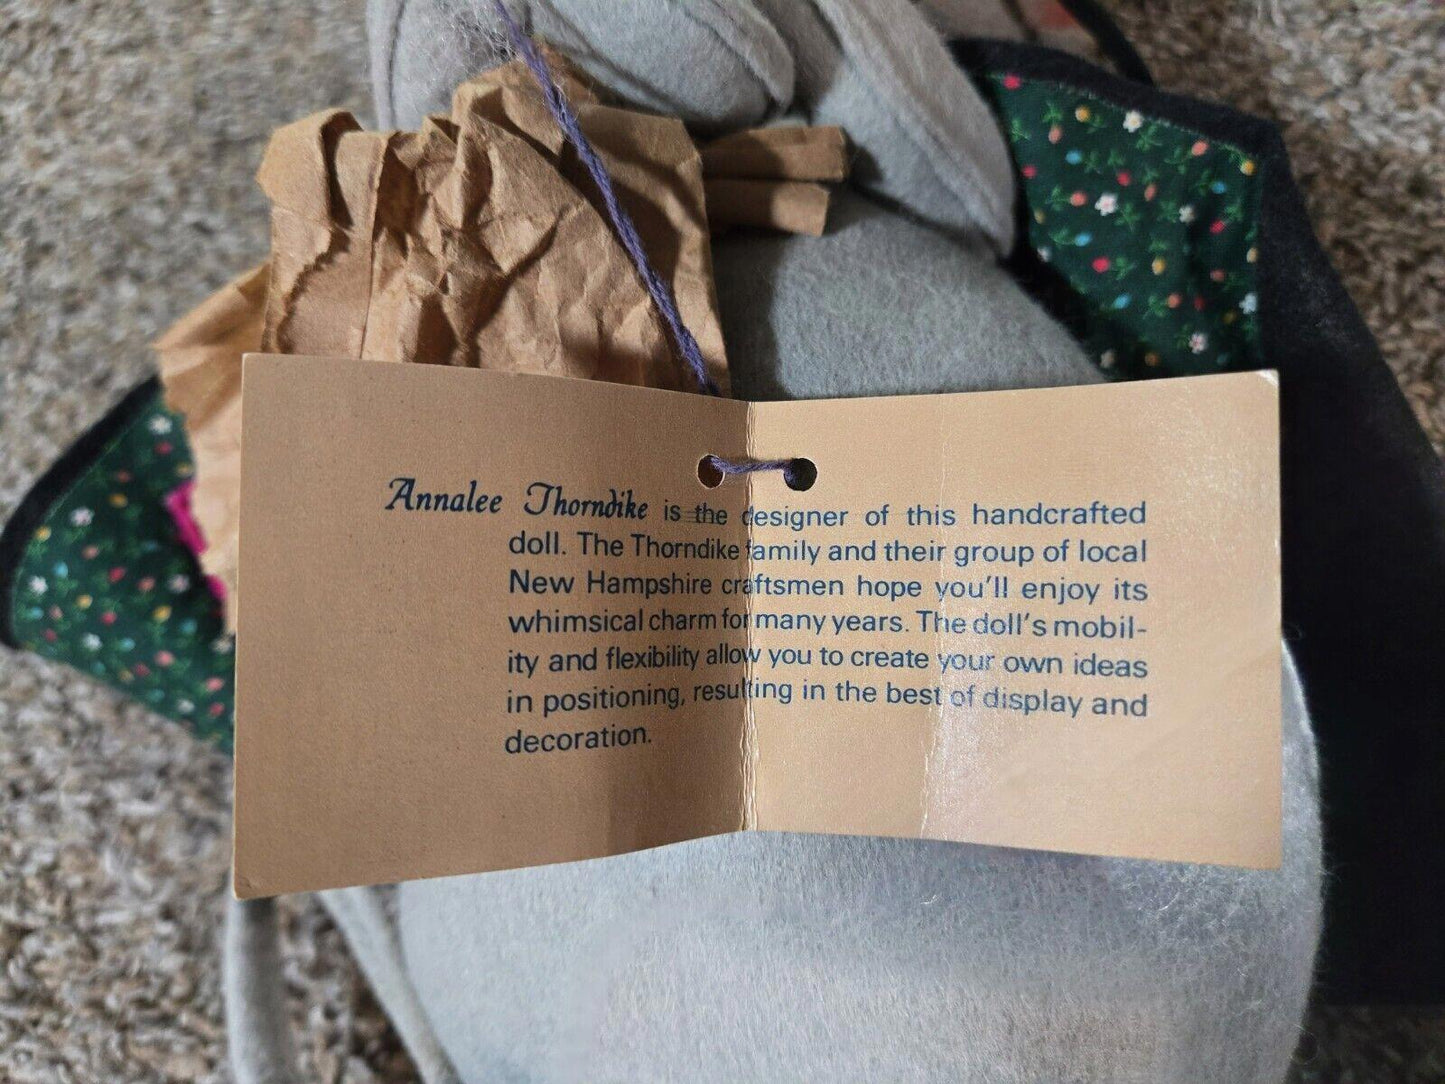 Annalee Thorndike is the designer of this handcrafted
doll. The Thorndike family and their group of local
New Hampshire craftsmen hope you'll enjoy its
whimsical charm for many years. The doll's mobil-
ity and flexibility allow you to create your own ideas
in positioning, resulting in the best of display and
decoration.